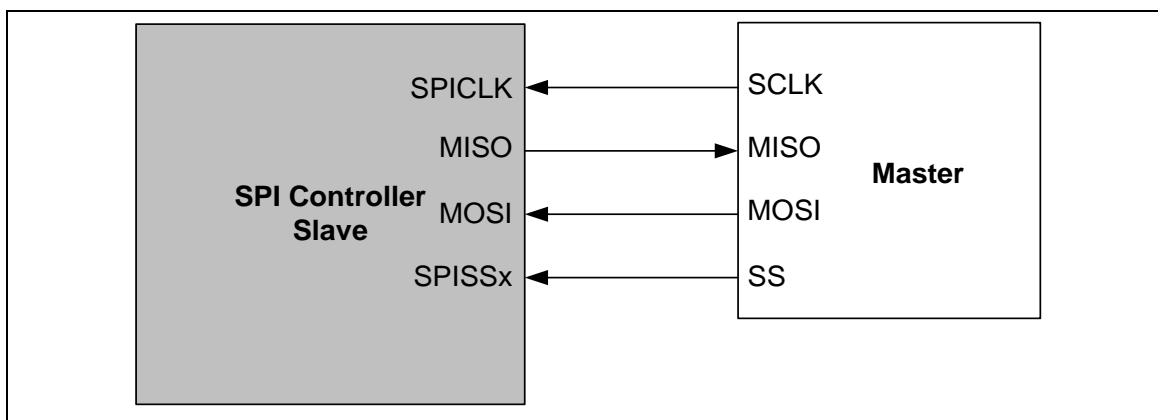 SPI Controller
Slave
SPICLK
MISO
MOSI
SPISSx
SCLK
MISO
MOSI
SS
Master